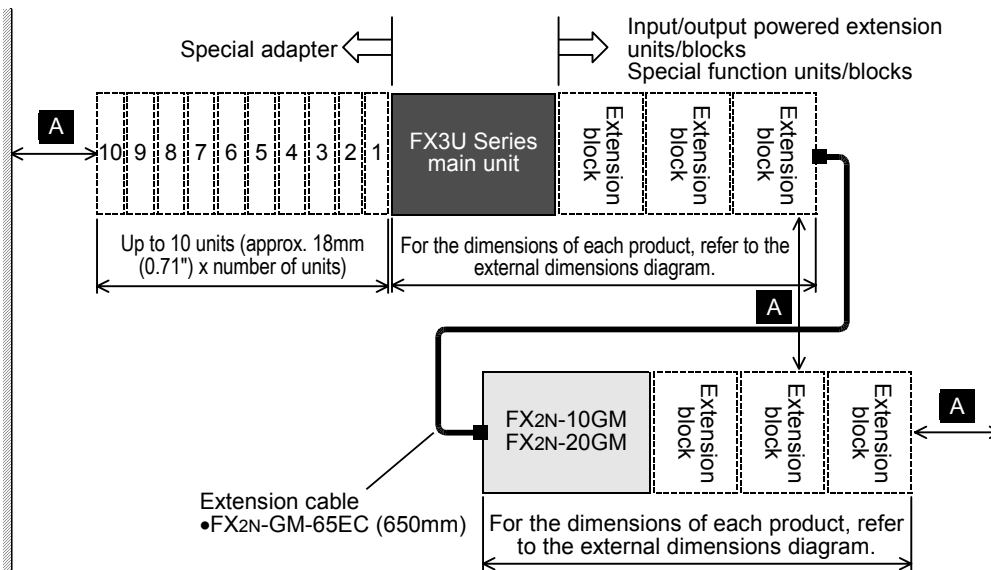 Special adapter
Input/output powered extension
units/blocks
Special function units/blocks
A
10 9 8 7 6 5 4 3 2 1
FX3U Series
main unit
Extension
block
Extension
block
Extension
block
Up to 10 units (approx. 18mm
(0.71") x number of units)
For the dimensions of each product, refer to the
external dimensions diagram.
A
FX2N-10GM
FX2N-20GM
Extension
block
Extension
block
Extension
block
A
Extension cable
•FX2N-GM-65EC (650mm)
For the dimensions of each product, refer
to the external dimensions diagram.